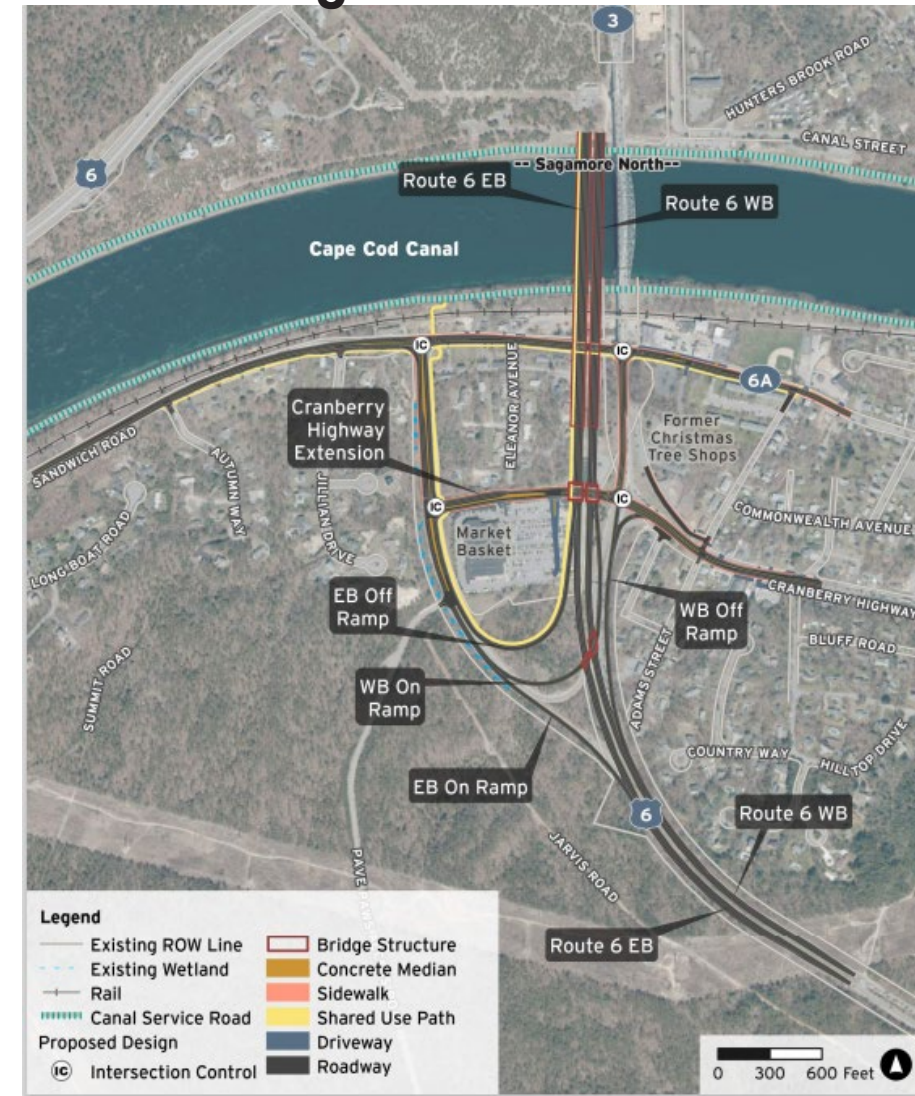 3
HUNTERS BROOK ROAD
CANAL STREET
6
-- Sagamore North--
Route 6 EB
Route 6 WB
Cape Cod Canal
IC
IC
6A
ELEANOR AVENUE
Cranberry
Highway
Extension
Former
Christmas
Tree Shops
SANDWICH ROAD
AUTUMN WAY
JILLIAN DRIVE
LONG BOAT ROAD
IC
IC
Market
Basket
COMMONWEALTH AVENUE
CRANBERRY HIGHWAY
EB Off
Ramp
WB Off
Ramp
BLUFF ROAD
SUMMIT ROAD
WB On
Ramp
ADAMS STREET
COUNTRY WAY
HILLTOP DRIVE
EB On Ramp
6
Route 6 WB
JARVIS ROAD
Route 6 EB
Legend
Existing ROW Line
Existing Wetland
Rail
Canal Service Road
Proposed Design
IC Intersection Control
Bridge Structure
Concrete Median
Sidewalk
Shared Use Path
Driveway
Roadway
0 300 600 Feet